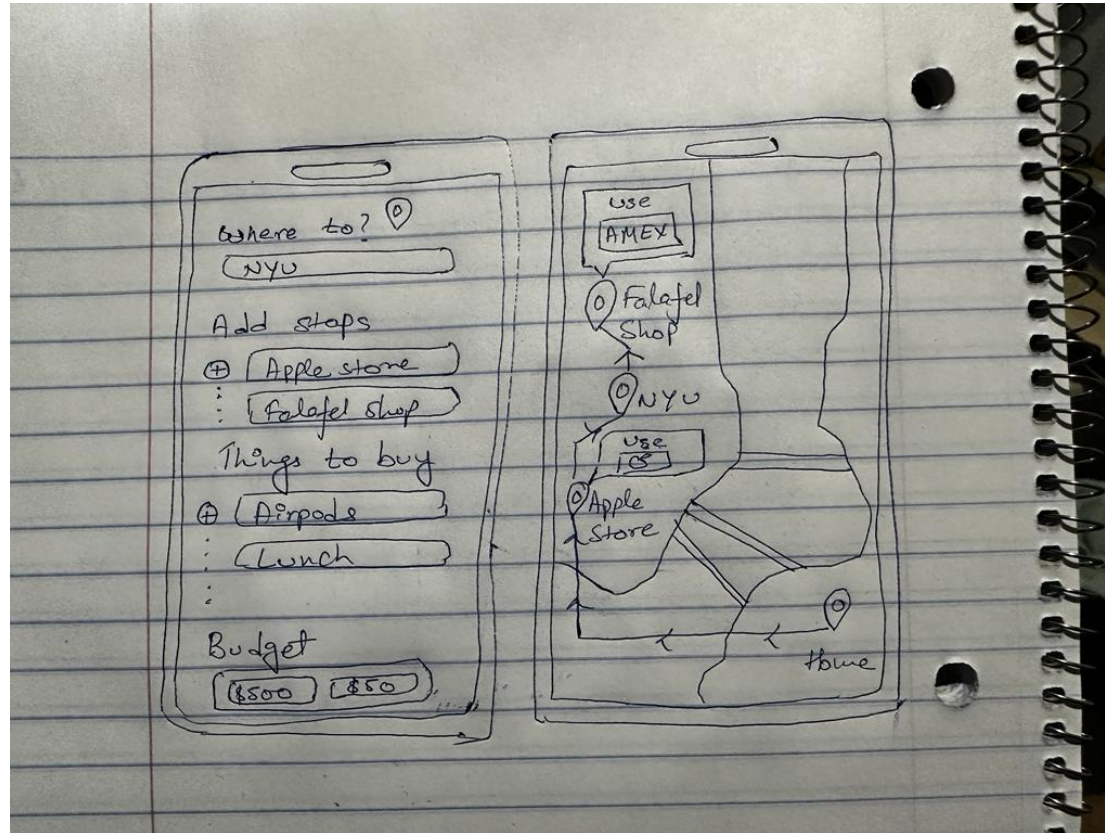 Where to?
NYU
Add stops
Apple store
Falafel Shop
Things to buy
Airpods
Lunch
Budget
$500 $50
use
AMEX
Falafel
Shop
NYU
use
Apple
Store
Home